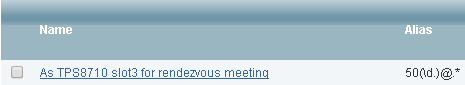 Name Alias
As TPS8710 slot3 for rendezvous meeting 50(\d.)@.*